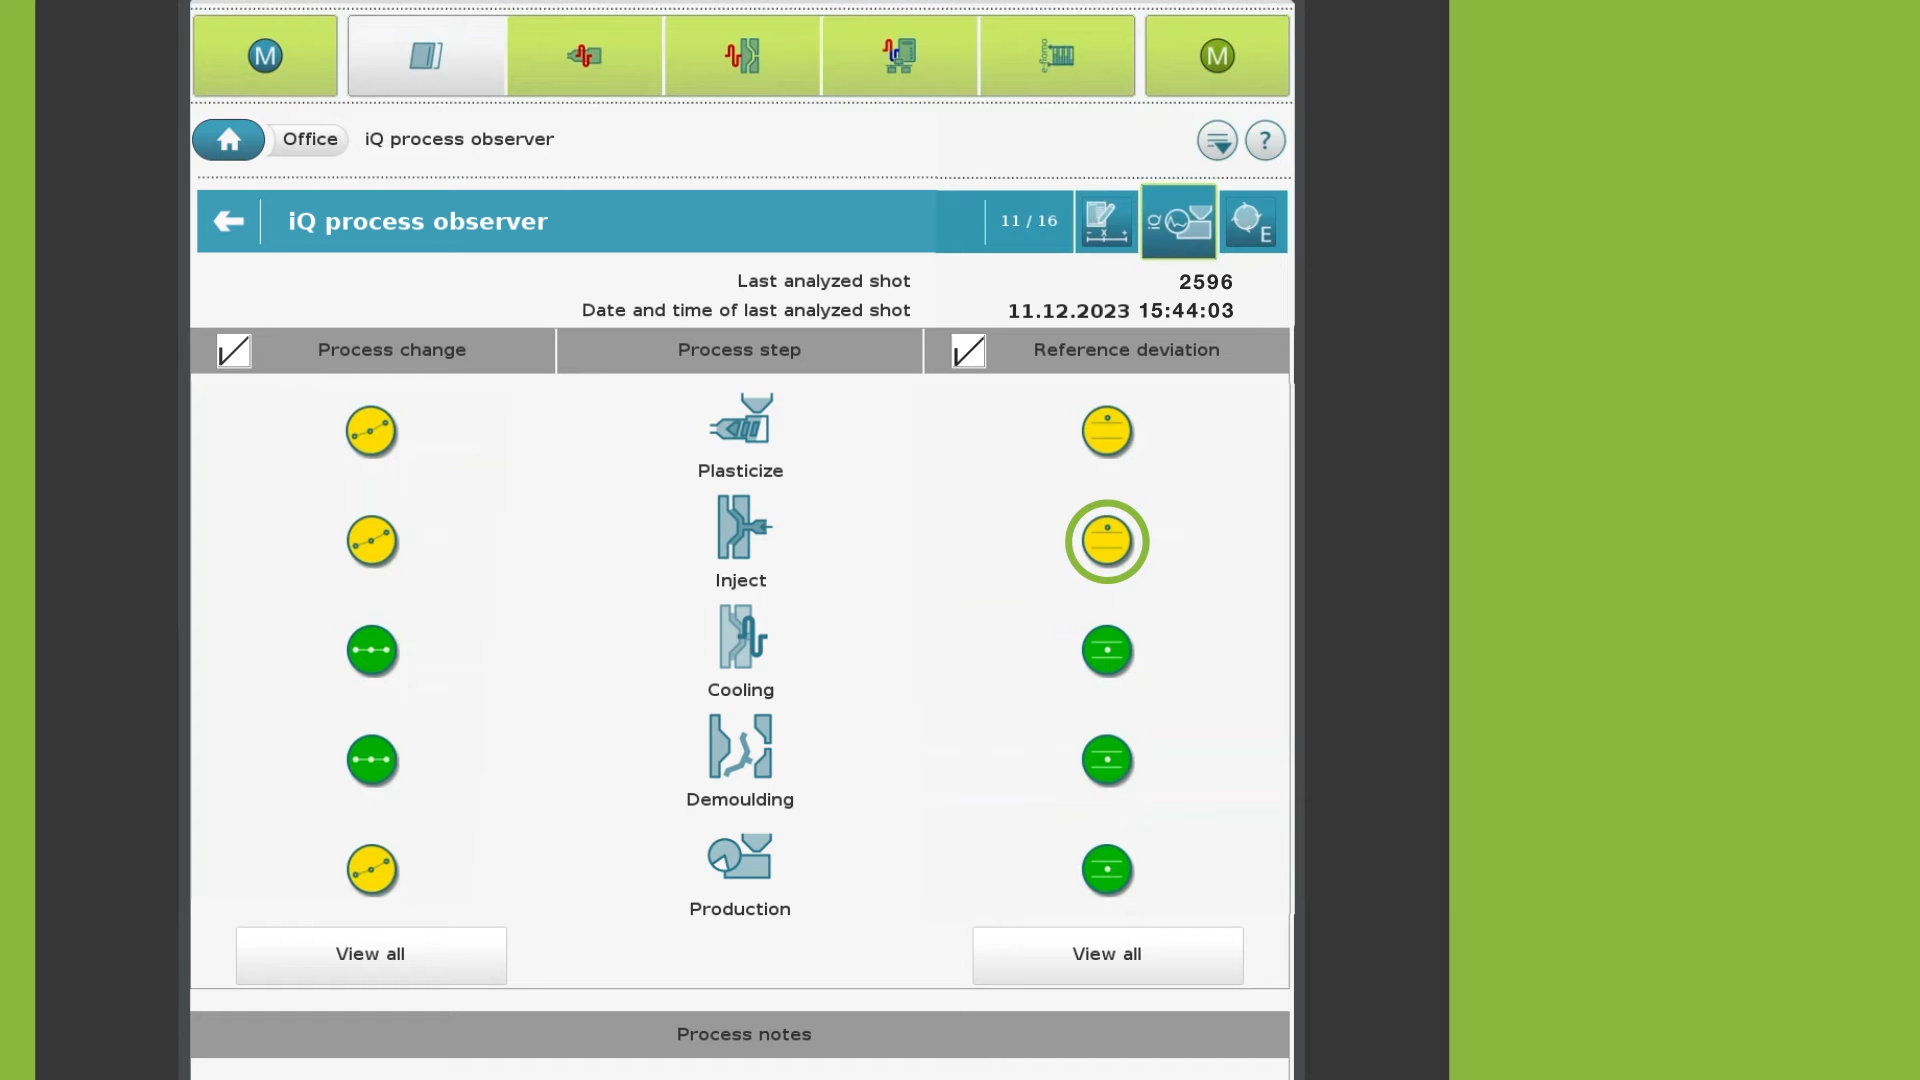 M
e-flomo
M
Office
iQ process observer
?
iQ process observer
11 / 16
- x +
iQ
E
Last analyzed shot
2596
Date and time of last analyzed shot
11.12.2023 15:44:03
Process change
Process step
Reference deviation
Plasticize
Inject
Cooling
Demoulding
Production
View all
View all
Process notes